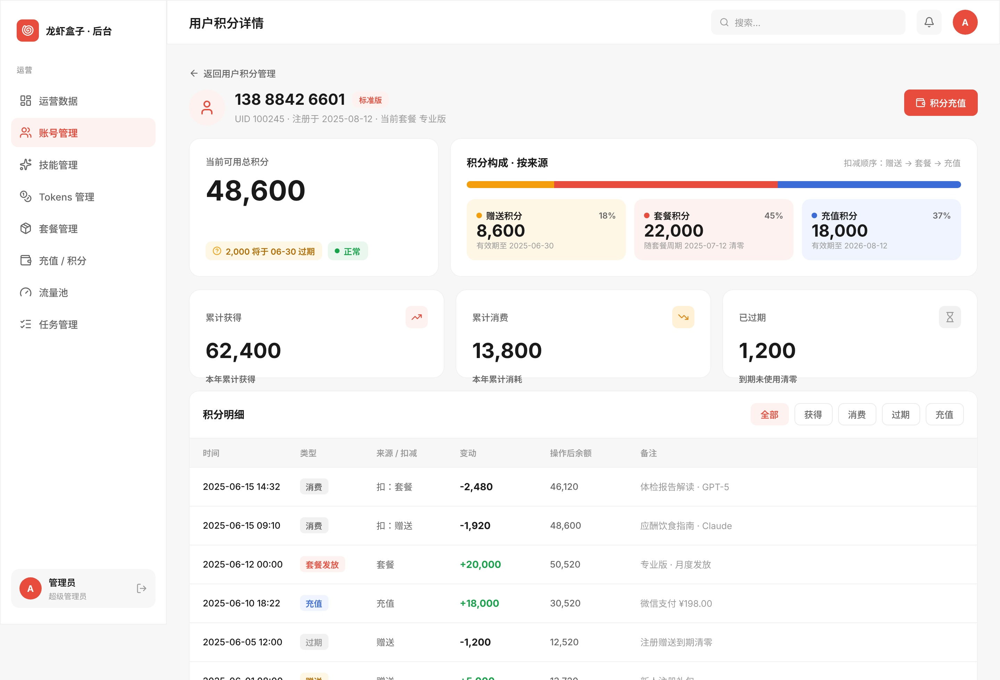 龙虾盒子 · 后台
运营
运营数据
账号管理
技能管理
Tokens 管理
套餐管理
充值 / 积分
流量池
任务管理
A
管理员
超级管理员
用户积分详情
搜索...
A
返回用户积分管理
138 8842 6601 标准版
UID 100245 · 注册于 2025-08-12 · 当前套餐 专业版
积分充值
当前可用总积分
48,600
2,000 将于 06-30 过期 正常
积分构成 · 按来源 扣减顺序：赠送 → 套餐 → 充值
赠送积分 18%
8,600
有效期至 2025-06-30
套餐积分 45%
22,000
随套餐周期 2025-07-12 清零
充值积分 37%
18,000
有效期至 2026-08-12
累计获得
62,400
本年累计获得
累计消费
13,800
本年累计消耗
已过期
1,200
到期未使用清零
积分明细 全部 获得 消费 过期 充值
时间 类型 来源 / 扣减 变动 操作后余额 备注
2025-06-15 14:32 消费 扣：套餐 -2,480 46,120 体检报告解读 · GPT-5
2025-06-15 09:10 消费 扣：赠送 -1,920 48,600 应酬饮食指南 · Claude
2025-06-12 00:00 套餐发放 套餐 +20,000 50,520 专业版 · 月度发放
2025-06-10 18:22 充值 充值 +18,000 30,520 微信支付 ¥198.00
2025-06-05 12:00 过期 赠送 -1,200 12,520 注册赠送到期清零
赠送 赠送